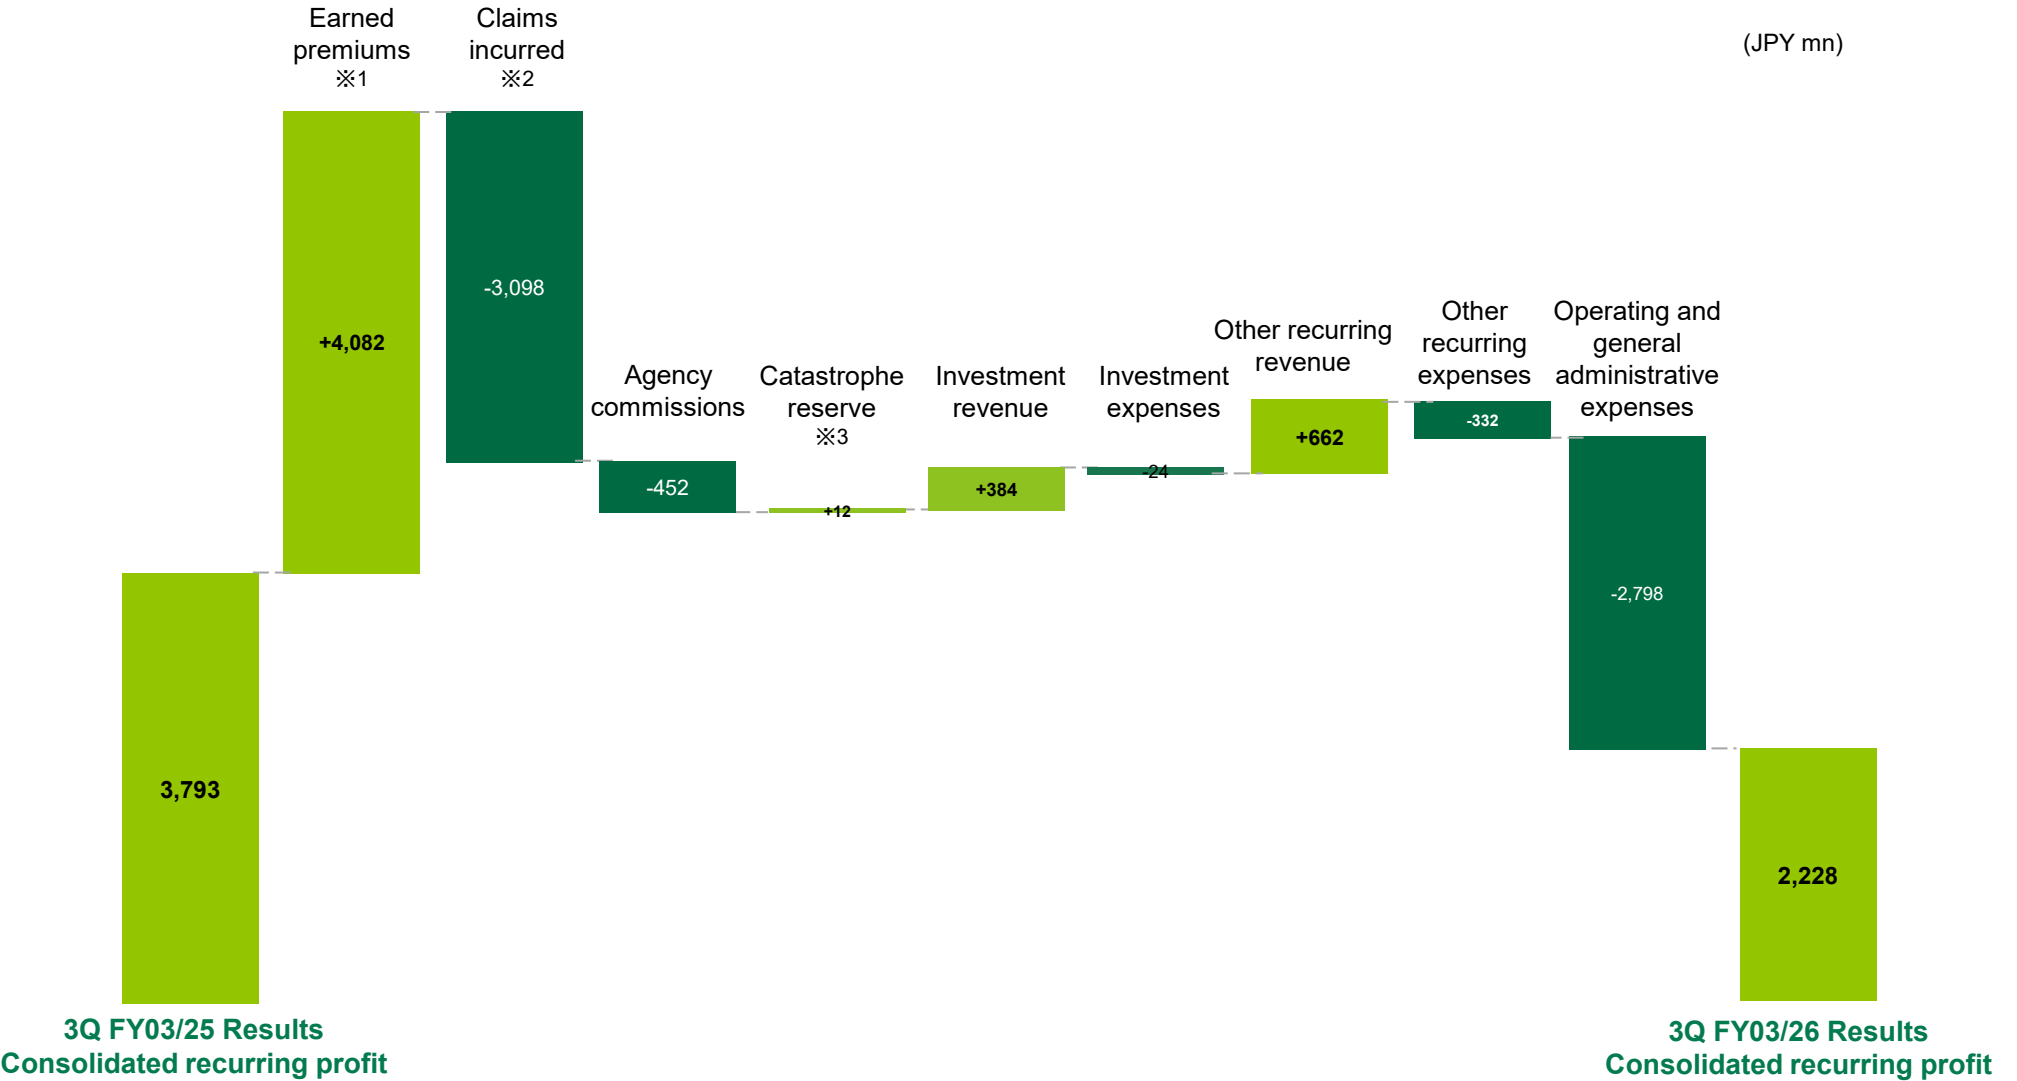 (JPY mn)
Earned
premiums
※1
Claims
incurred
※2
+4,082
-3,098
Agency
commissions
-452
Catastrophe
reserve
※3
+12
Investment
revenue
+384
Investment
expenses
-24
Other recurring
revenue
+662
Other
recurring
expenses
-332
Operating and
general
administrative
expenses
-2,798
3,793
2,228
3Q FY03/25 Results
Consolidated recurring profit
3Q FY03/26 Results
Consolidated recurring profit